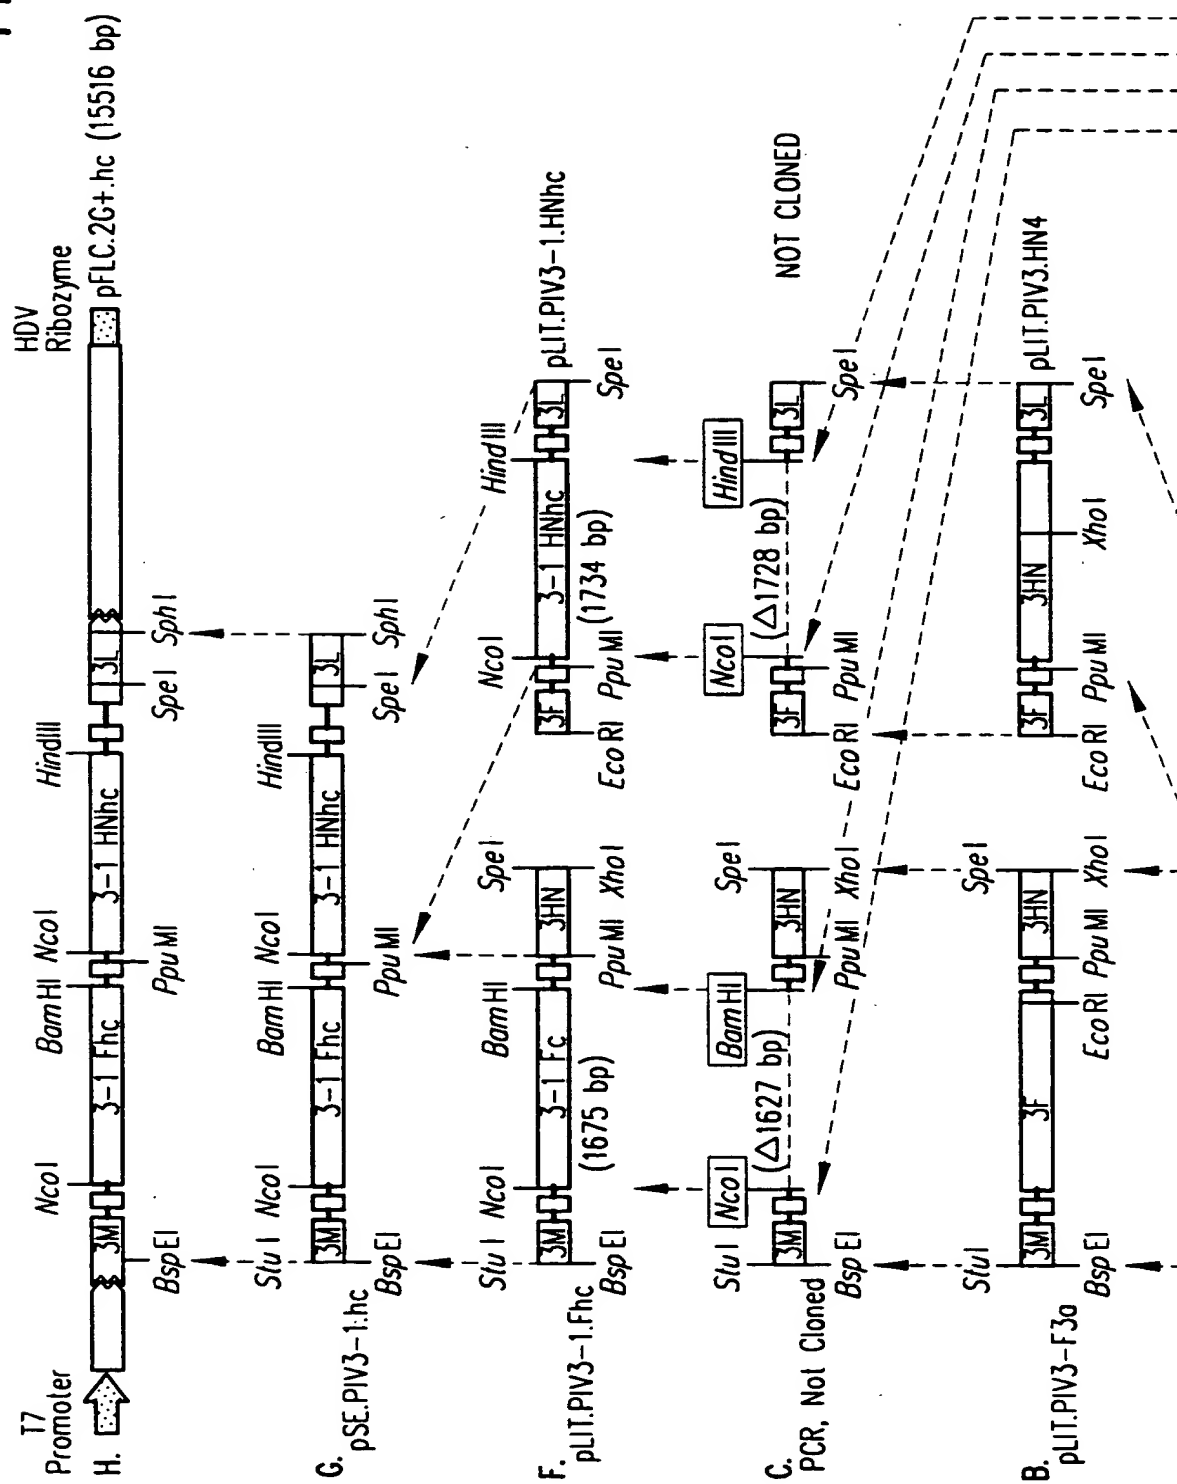 T7
Promoter
HDV
Ribozyme
H.
pFLC.2G+.hc (15516 bp)
NcoI
BamHI
NcoI
HindIII
3M
3-1 Fhc
3-1 HNhc
3L
BspEI
PpuMI
SpeI
SphI
G.
pSE.PIV3-1.hc
StuI
NcoI
BamHI
NcoI
HindIII
3M
3-1 Fhc
3-1 HNhc
3L
BspEI
PpuMI
SpeI
SphI
F.
pLIT.PIV3-1.Fhc
StuI
NcoI
BamHI
SpeI
3M
3-1 Fc
3HN
(1675 bp)
BspEI
PpuMI
XhoI
NcoI
HindIII
pLIT.PIV3-1.HNhc
3F
3-1 HNhc
3L
(1734 bp)
EcoRI
PpuMI
SpeI
C.
PCR, Not Cloned
StuI
NcoI
BamHI
SpeI
3M
(Δ1627 bp)
3HN
BspEI
PpuMI
XhoI
NcoI
HindIII
NOT CLONED
3F
(Δ1728 bp)
3L
EcoRI
PpuMI
SpeI
B.
pLIT.PIV3-F3a
StuI
SpeI
3M
3F
3HN
BspEI
EcoRI
PpuMI
XhoI
pLIT.PIV3.HN4
3F
3HN
3L
EcoRI
PpuMI
XhoI
SpeI